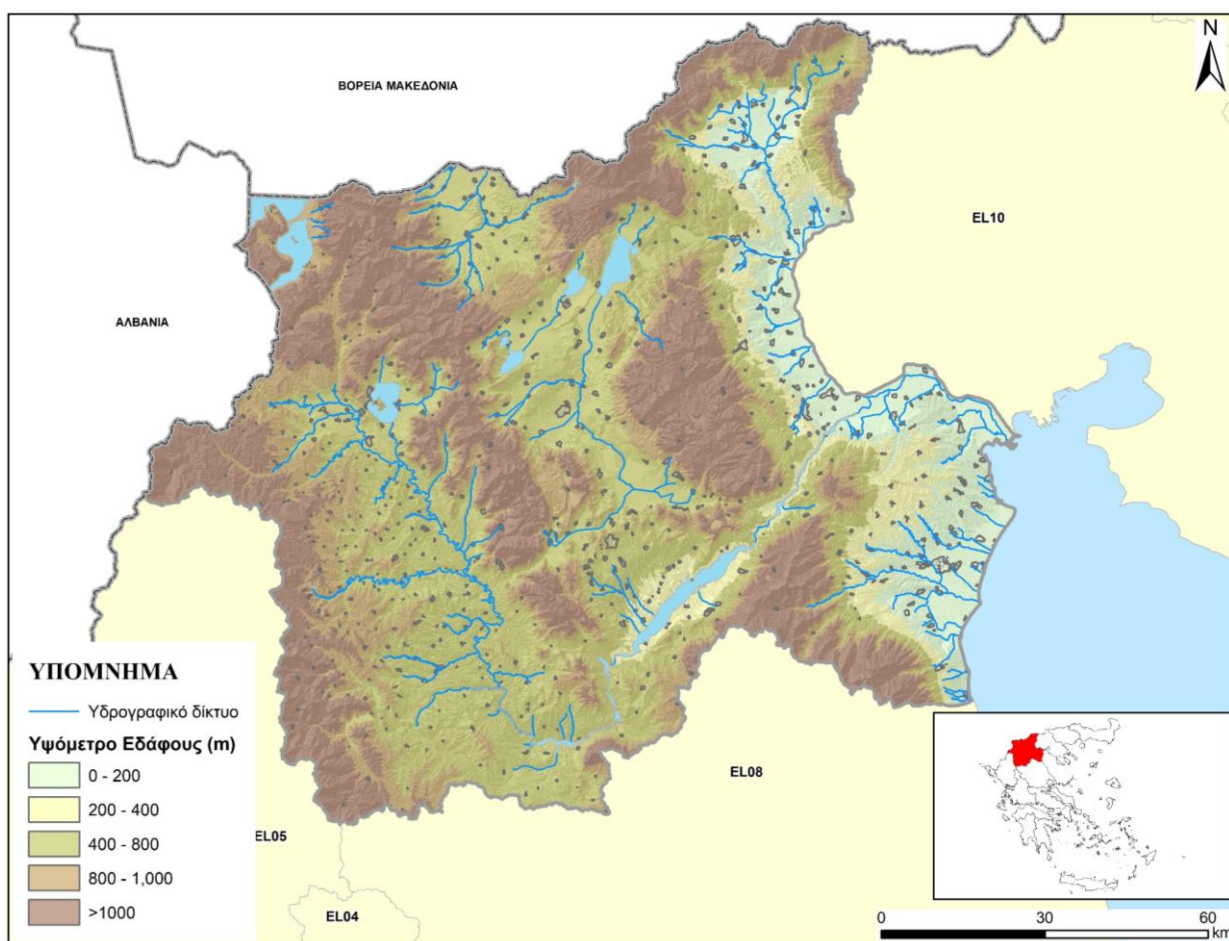 N
ΒΟΡΕΙΑ ΜΑΚΕΔΟΝΙΑ
EL10
ΑΛΒΑΝΙΑ
ΥΠΟΜΝΗΜΑ
Υδρογραφικό δίκτυο
Υψόμετρο Εδάφους (m)
0 - 200
200 - 400
400 - 800
800 - 1,000
>1000
EL08
EL05
EL04
0 30 60
km